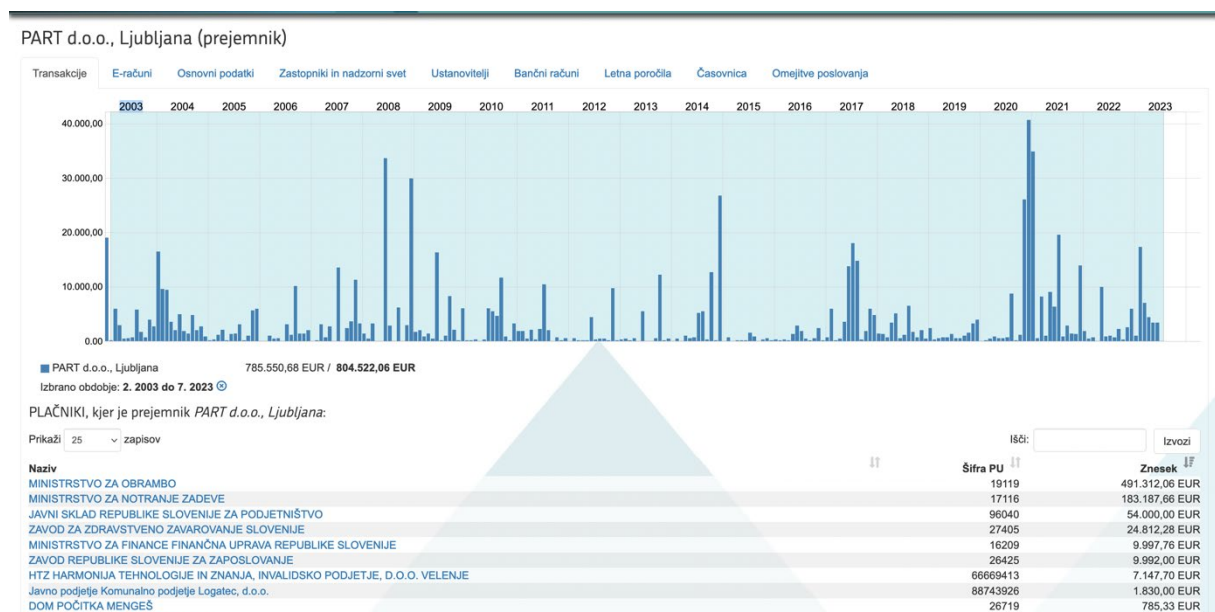 PART d.o.o., Ljubljana (prejemnik)
Transakcije E-računi Osnovni podatki Zastopniki in nadzorni svet Ustanovitelji Bančni računi Letna poročila Časovnica Omejitve poslovanja
2003 2004 2005 2006 2007 2008 2009 2010 2011 2012 2013 2014 2015 2016 2017 2018 2019 2020 2021 2022 2023
40.000,00
30.000,00
20.000,00
10.000,00
0.00
PART d.o.o., Ljubljana 785.550,68 EUR / 804.522,06 EUR
Izbrano obdobje: 2. 2003 do 7. 2023
PLAČNIKI, kjer je prejemnik PART d.o.o., Ljubljana:
Prikaži 25 zapisov Išči: Izvozi
Naziv Šifra PU Znesek
MINISTRSTVO ZA OBRAMBO 19119 491.312,06 EUR
MINISTRSTVO ZA NOTRANJE ZADEVE 17116 183.187,66 EUR
JAVNI SKLAD REPUBLIKE SLOVENIJE ZA PODJETNIŠTVO 96040 54.000,00 EUR
ZAVOD ZA ZDRAVSTVENO ZAVAROVANJE SLOVENIJE 27405 24.812,28 EUR
MINISTRSTVO ZA FINANCE FINANČNA UPRAVA REPUBLIKE SLOVENIJE 16209 9.997,76 EUR
ZAVOD REPUBLIKE SLOVENIJE ZA ZAPOSLOVANJE 26425 9.992,00 EUR
HTZ HARMONIJA TEHNOLOGIJE IN ZNANJA, INVALIDSKO PODJETJE, D.O.O. VELENJE 66669413 7.147,70 EUR
Javno podjetje Komunalno podjetje Logatec, d.o.o. 88743926 1.830,00 EUR
DOM POČITKA MENGEŠ 26719 785,33 EUR